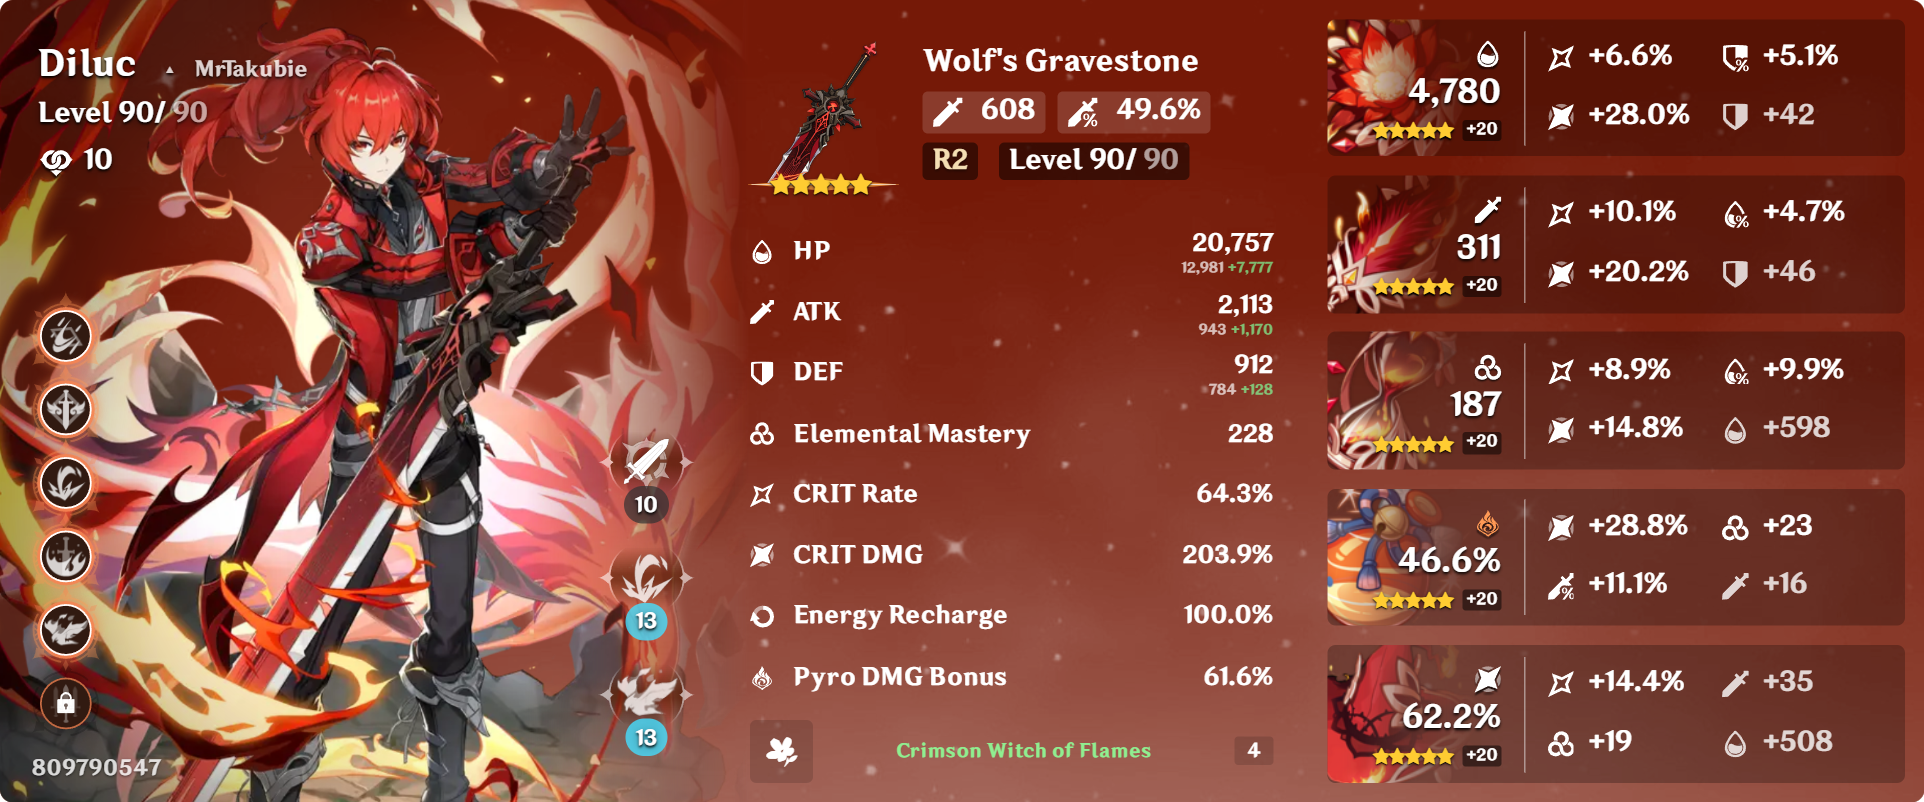 Diluc ▲ MrTakubie
Level 90/ 90
10
10
13
13
809790547
Wolf's Gravestone
608 49.6%
R2 Level 90/ 90
HP 20,757
12,981 +7,777
ATK 2,113
943 +1,170
DEF 912
784 +128
Elemental Mastery 228
CRIT Rate 64.3%
CRIT DMG 203.9%
Energy Recharge 100.0%
Pyro DMG Bonus 61.6%
Crimson Witch of Flames 4
4,780
+20
+6.6% +5.1%
+28.0% +42
311
+20
+10.1% +4.7%
+20.2% +46
187
+20
+8.9% +9.9%
+14.8% +598
46.6%
+20
+28.8% +23
+11.1% +16
62.2%
+20
+14.4% +35
+19 +508